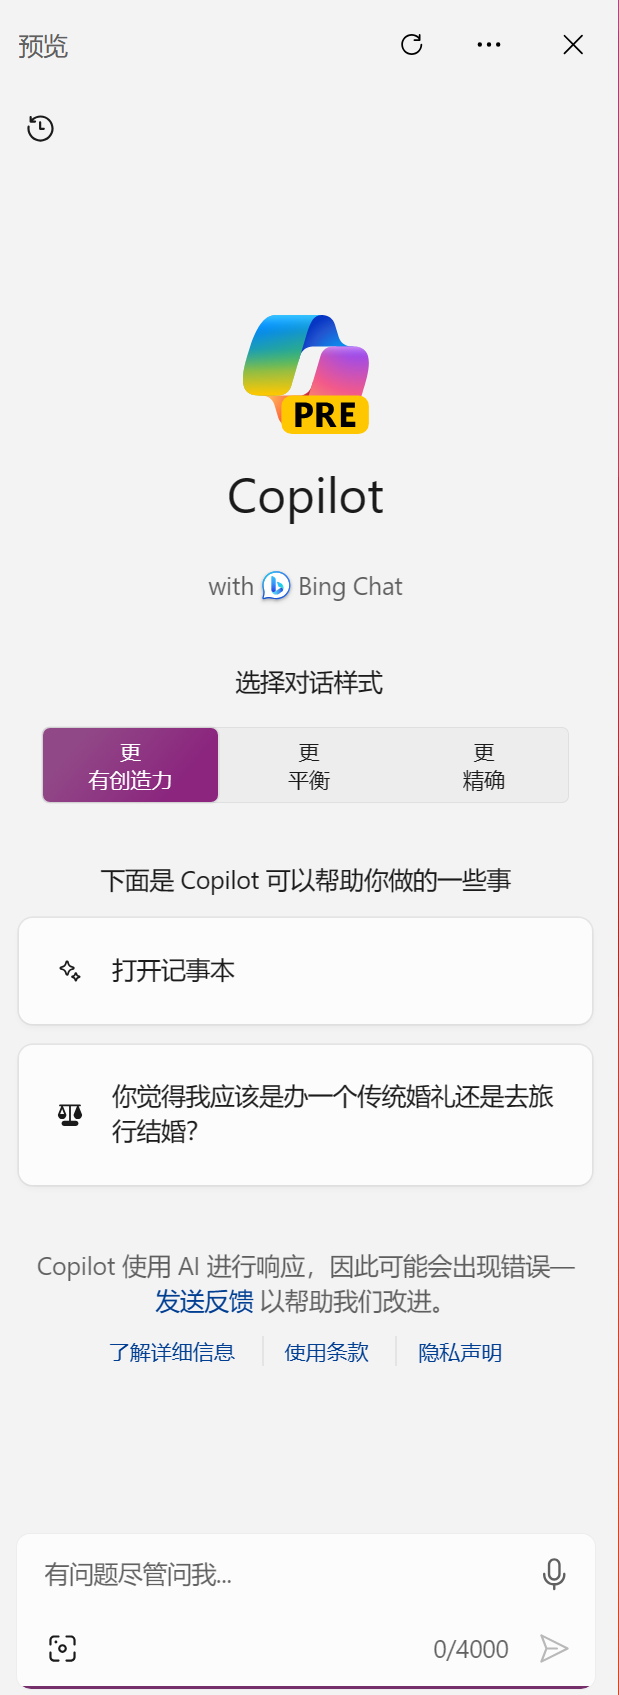 预览
PRE
Copilot
with Bing Chat
选择对话样式
更
有创造力
更
平衡
更
精确
下面是 Copilot 可以帮助你做的一些事
打开记事本
你觉得我应该是办一个传统婚礼还是去旅
行结婚?
Copilot 使用 AI 进行响应，因此可能会出现错误—
发送反馈 以帮助我们改进。
了解详细信息
使用条款
隐私声明
有问题尽管问我...
0/4000